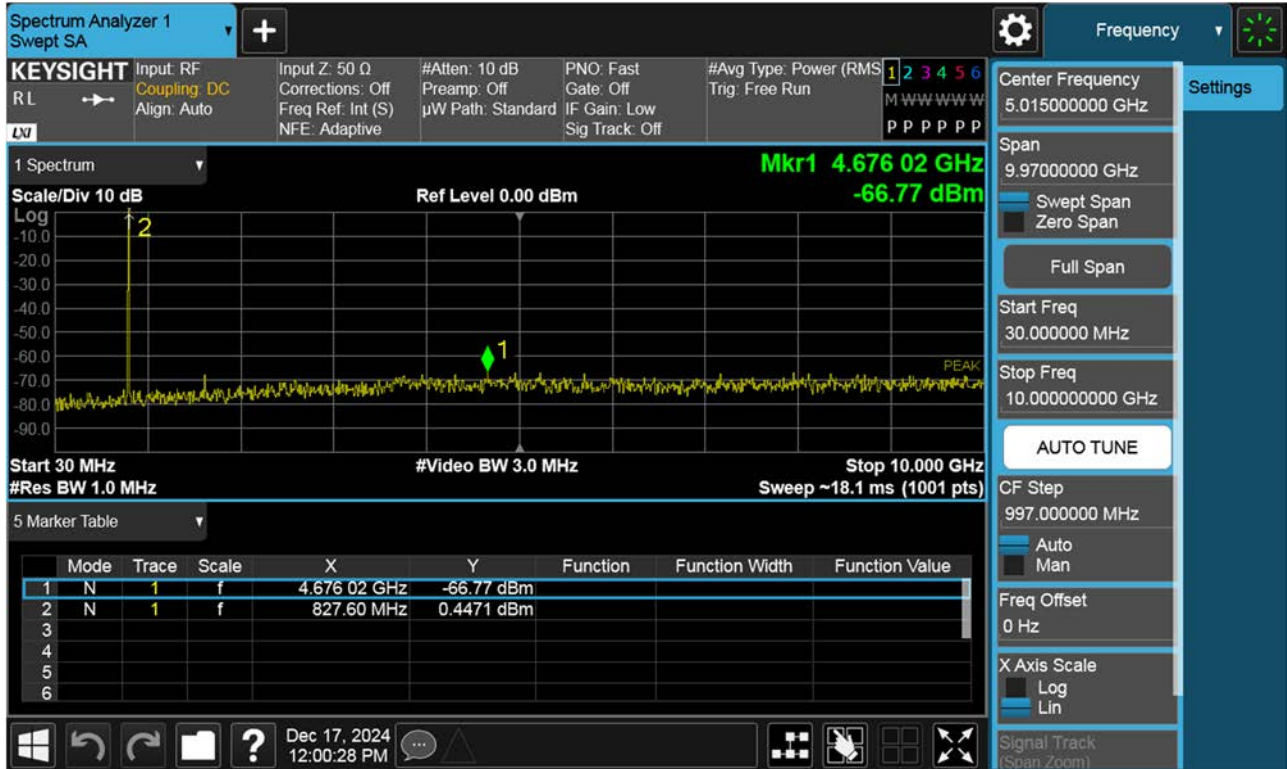 Spectrum Analyzer 1
Swept SA
+
Frequency
KEYSIGHT
RL
LXI
Input: RF
Coupling: DC
Align: Auto
Input Z: 50 Ω
Corrections: Off
Freq Ref: Int (S)
NFE: Adaptive
#Atten: 10 dB
Preamp: Off
µW Path: Standard
PNO: Fast
Gate: Off
IF Gain: Low
Sig Track: Off
#Avg Type: Power (RMS
Trig: Free Run
1 2 3 4 5 6
M W W W W W
P P P P P P
1 Spectrum
Scale/Div 10 dB
Ref Level 0.00 dBm
Mkr1 4.676 02 GHz
-66.77 dBm
Log
-10.0
-20.0
-30.0
-40.0
-50.0
-60.0
-70.0
-80.0
-90.0
2
1
PEAK
Start 30 MHz
#Video BW 3.0 MHz
Stop 10.000 GHz
#Res BW 1.0 MHz
Sweep ~18.1 ms (1001 pts)
5 Marker Table
Mode Trace Scale X Y Function Function Width Function Value
1 N 1 f 4.676 02 GHz -66.77 dBm
2 N 1 f 827.60 MHz 0.4471 dBm
3
4
5
6
?
Dec 17, 2024
12:00:28 PM
Center Frequency
5.015000000 GHz
Span
9.97000000 GHz
Swept Span
Zero Span
Full Span
Start Freq
30.000000 MHz
Stop Freq
10.000000000 GHz
AUTO TUNE
CF Step
997.000000 MHz
Auto
Man
Freq Offset
0 Hz
X Axis Scale
Log
Lin
Signal Track
(Span Zoom)
Settings